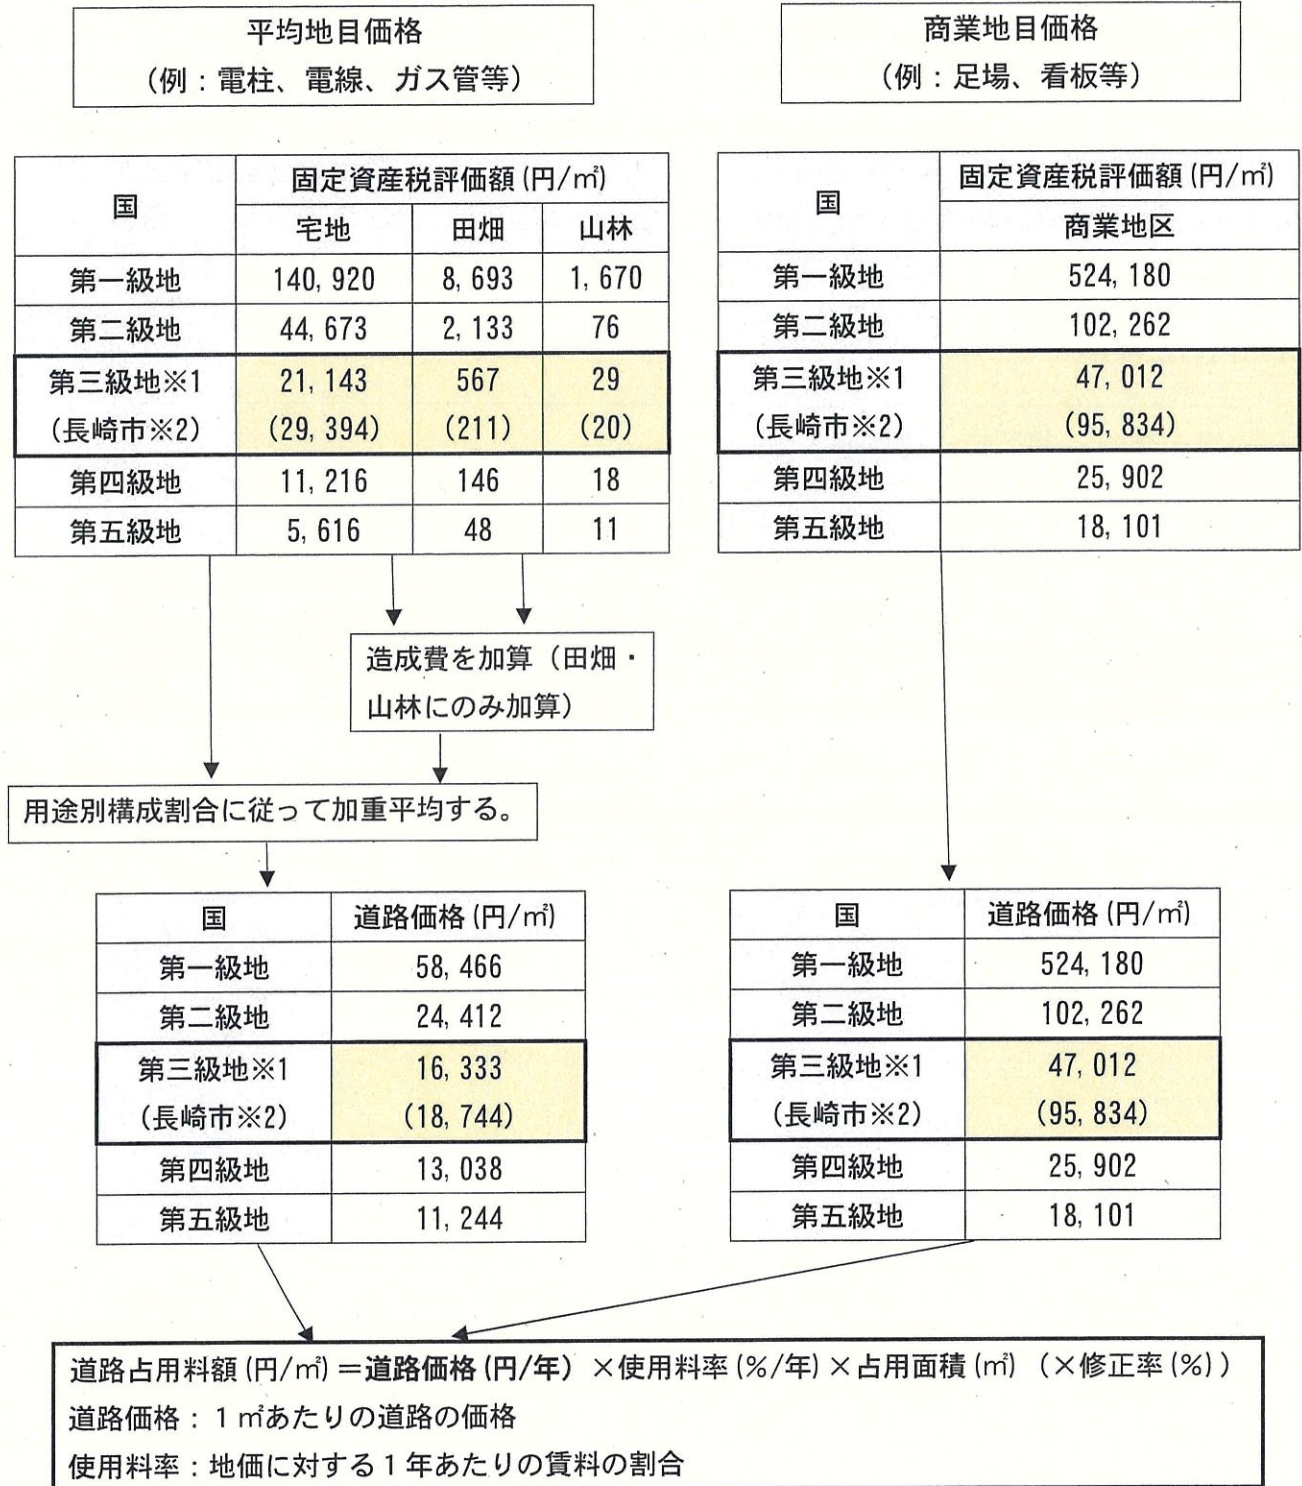 平均地目価格
（例：電柱、電線、ガス管等）
商業地目価格
（例：足場、看板等）
国 固定資産税評価額(円/㎡)
宅地 田畑 山林
第一級地 140,920 8,693 1,670
第二級地 44,673 2,133 76
第三級地※1 21,143 567 29
(長崎市※2) (29,394) (211) (20)
第四級地 11,216 146 18
第五級地 5,616 48 11
国 固定資産税評価額(円/㎡)
商業地区
第一級地 524,180
第二級地 102,262
第三級地※1 47,012
(長崎市※2) (95,834)
第四級地 25,902
第五級地 18,101
造成費を加算（田畑・
山林にのみ加算）
用途別構成割合に従って加重平均する。
国 道路価格(円/㎡)
第一級地 58,466
第二級地 24,412
第三級地※1 16,333
(長崎市※2) (18,744)
第四級地 13,038
第五級地 11,244
国 道路価格(円/㎡)
第一級地 524,180
第二級地 102,262
第三級地※1 47,012
(長崎市※2) (95,834)
第四級地 25,902
第五級地 18,101
道路占用料額(円/㎡)＝道路価格(円/年）×使用料率(%/年)×占用面積(㎡)（×修正率(%)）
道路価格：１㎡あたりの道路の価格
使用料率：地価に対する１年あたりの賃料の割合